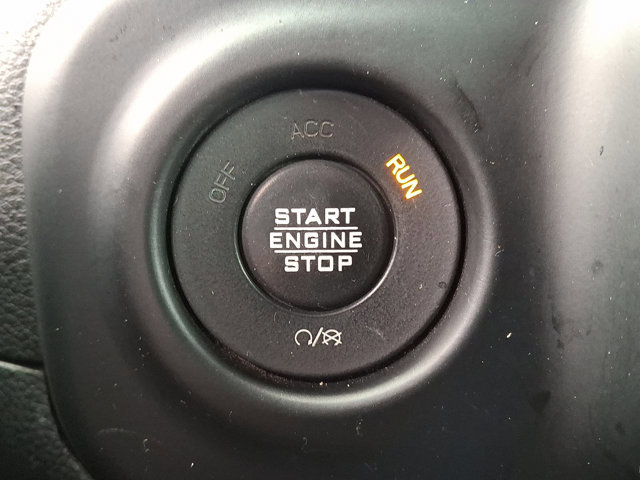 ACC
OFF
RUN
START
ENGINE
STOP